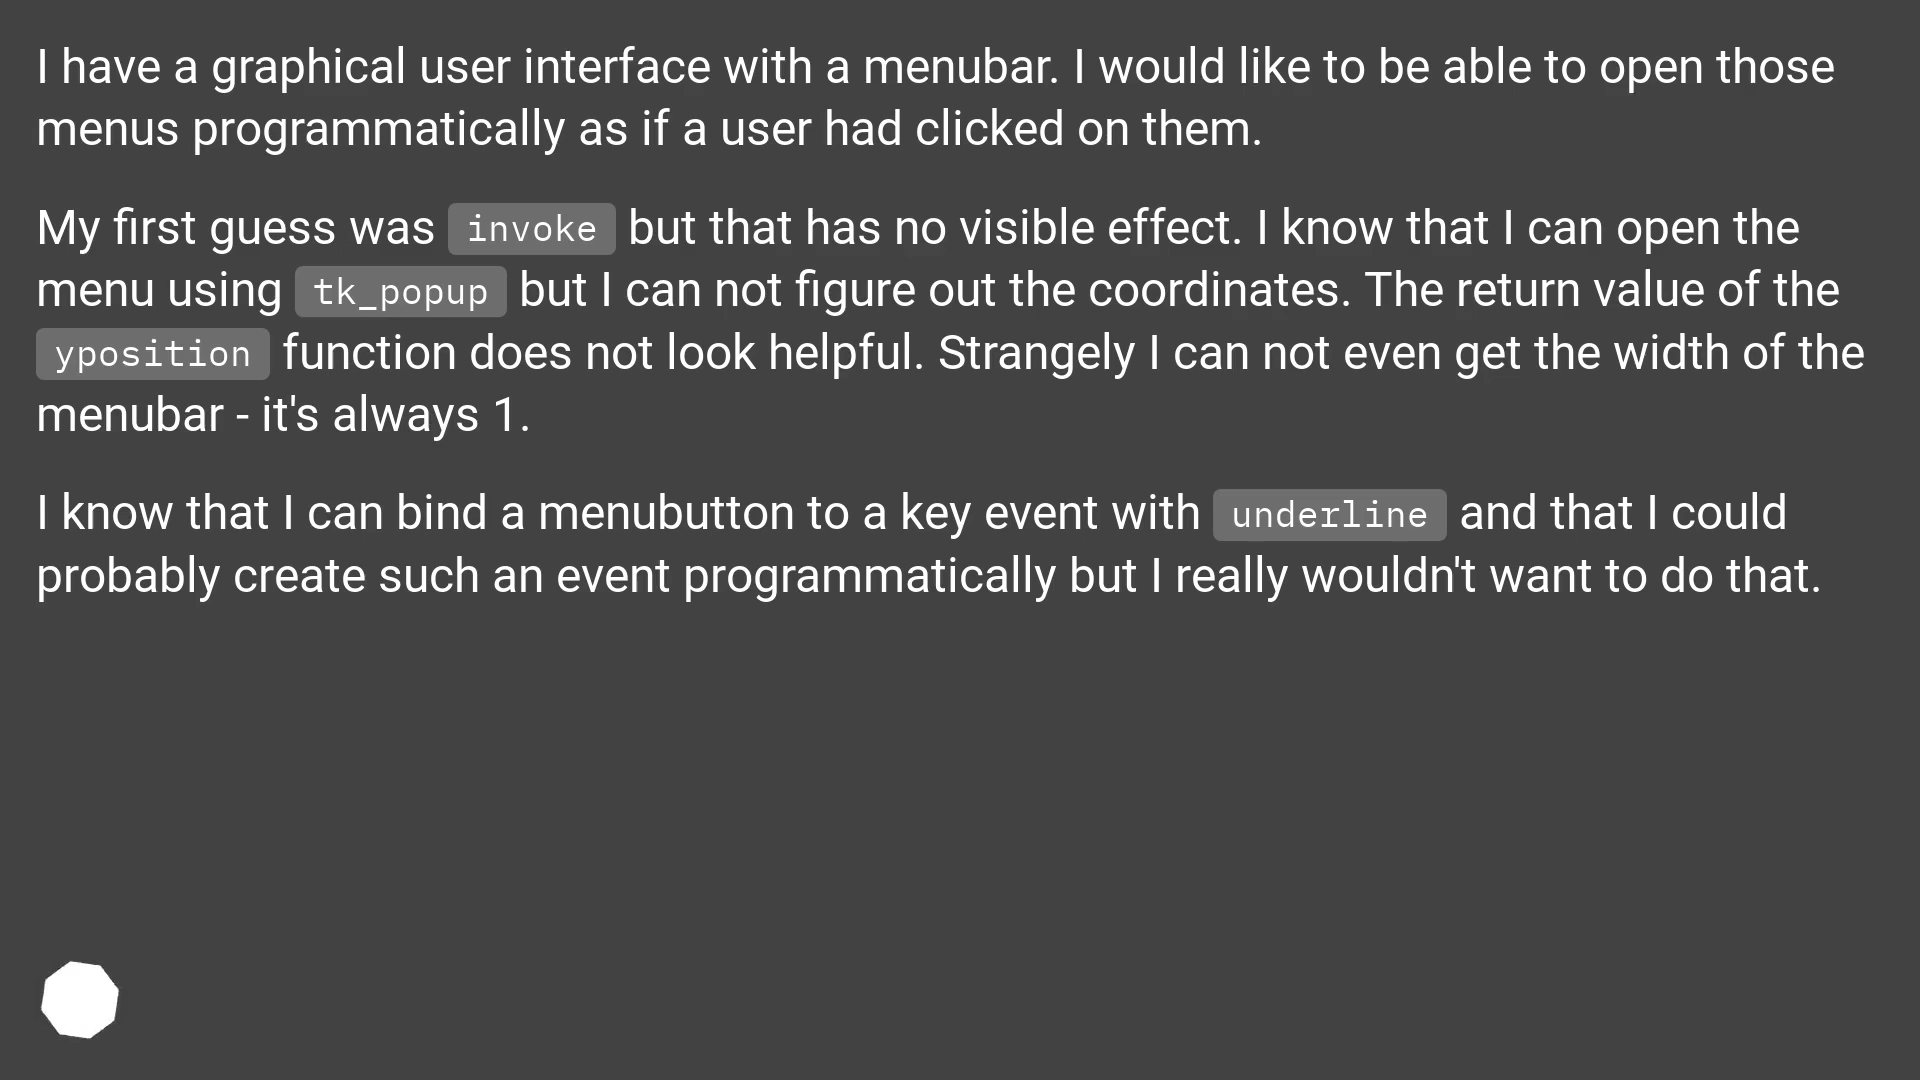 I have a graphical user interface with a menubar. I would like to be able to open those
menus programmatically as if a user had clicked on them.
My first guess was invoke but that has no visible effect. I know that I can open the
menu using tk_popup but I can not figure out the coordinates. The return value of the
yposition function does not look helpful. Strangely I can not even get the width of the
menubar - it's always 1.
I know that I can bind a menubutton to a key event with underline and that I could
probably create such an event programmatically but I really wouldn't want to do that.